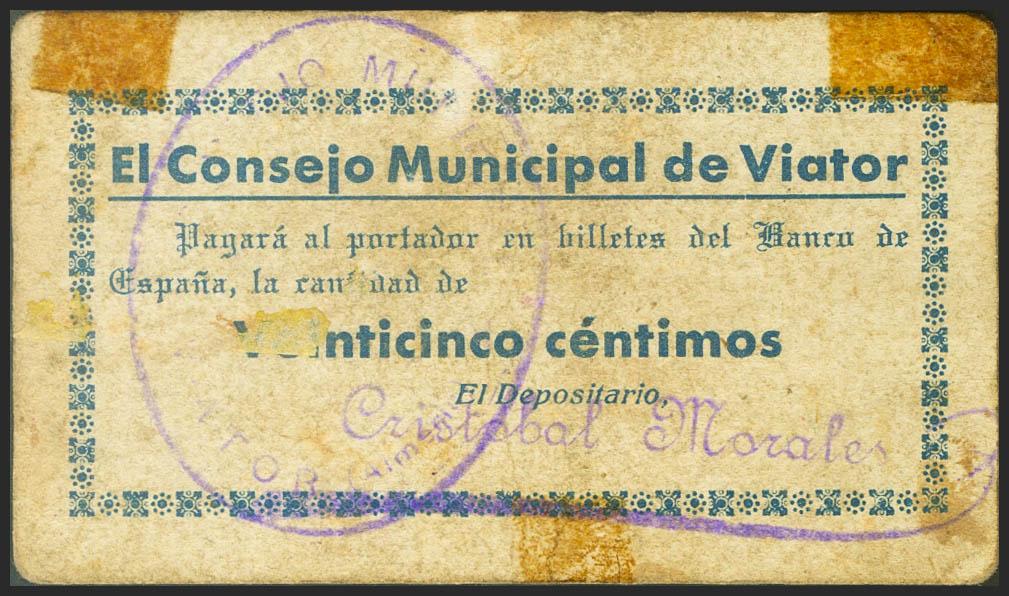 El Consejo Municipal de Viator
Pagará al portador en billetes del Banco de
España, la cantidad de
Veinticinco céntimos
El Depositario,
Cristobal Morales